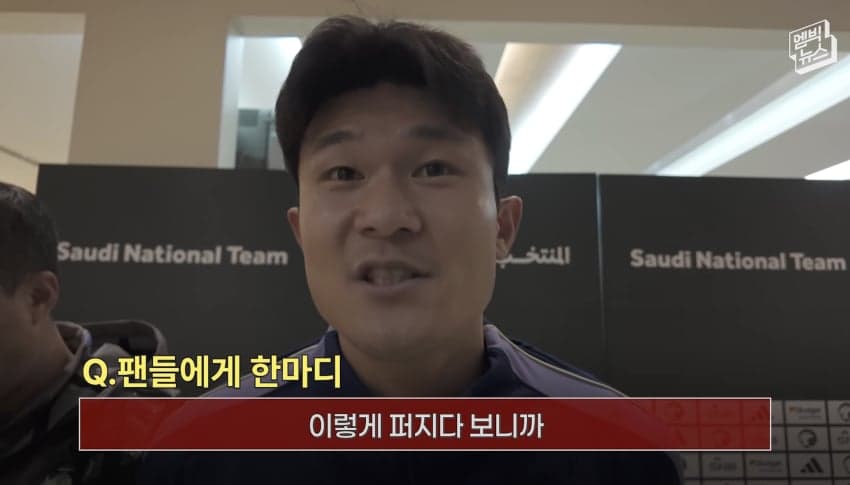 엠빅
뉴스
Saudi National Team
المنتخب
Saudi National Team
Q.팬들에게 한마디
이렇게 퍼지다 보니까